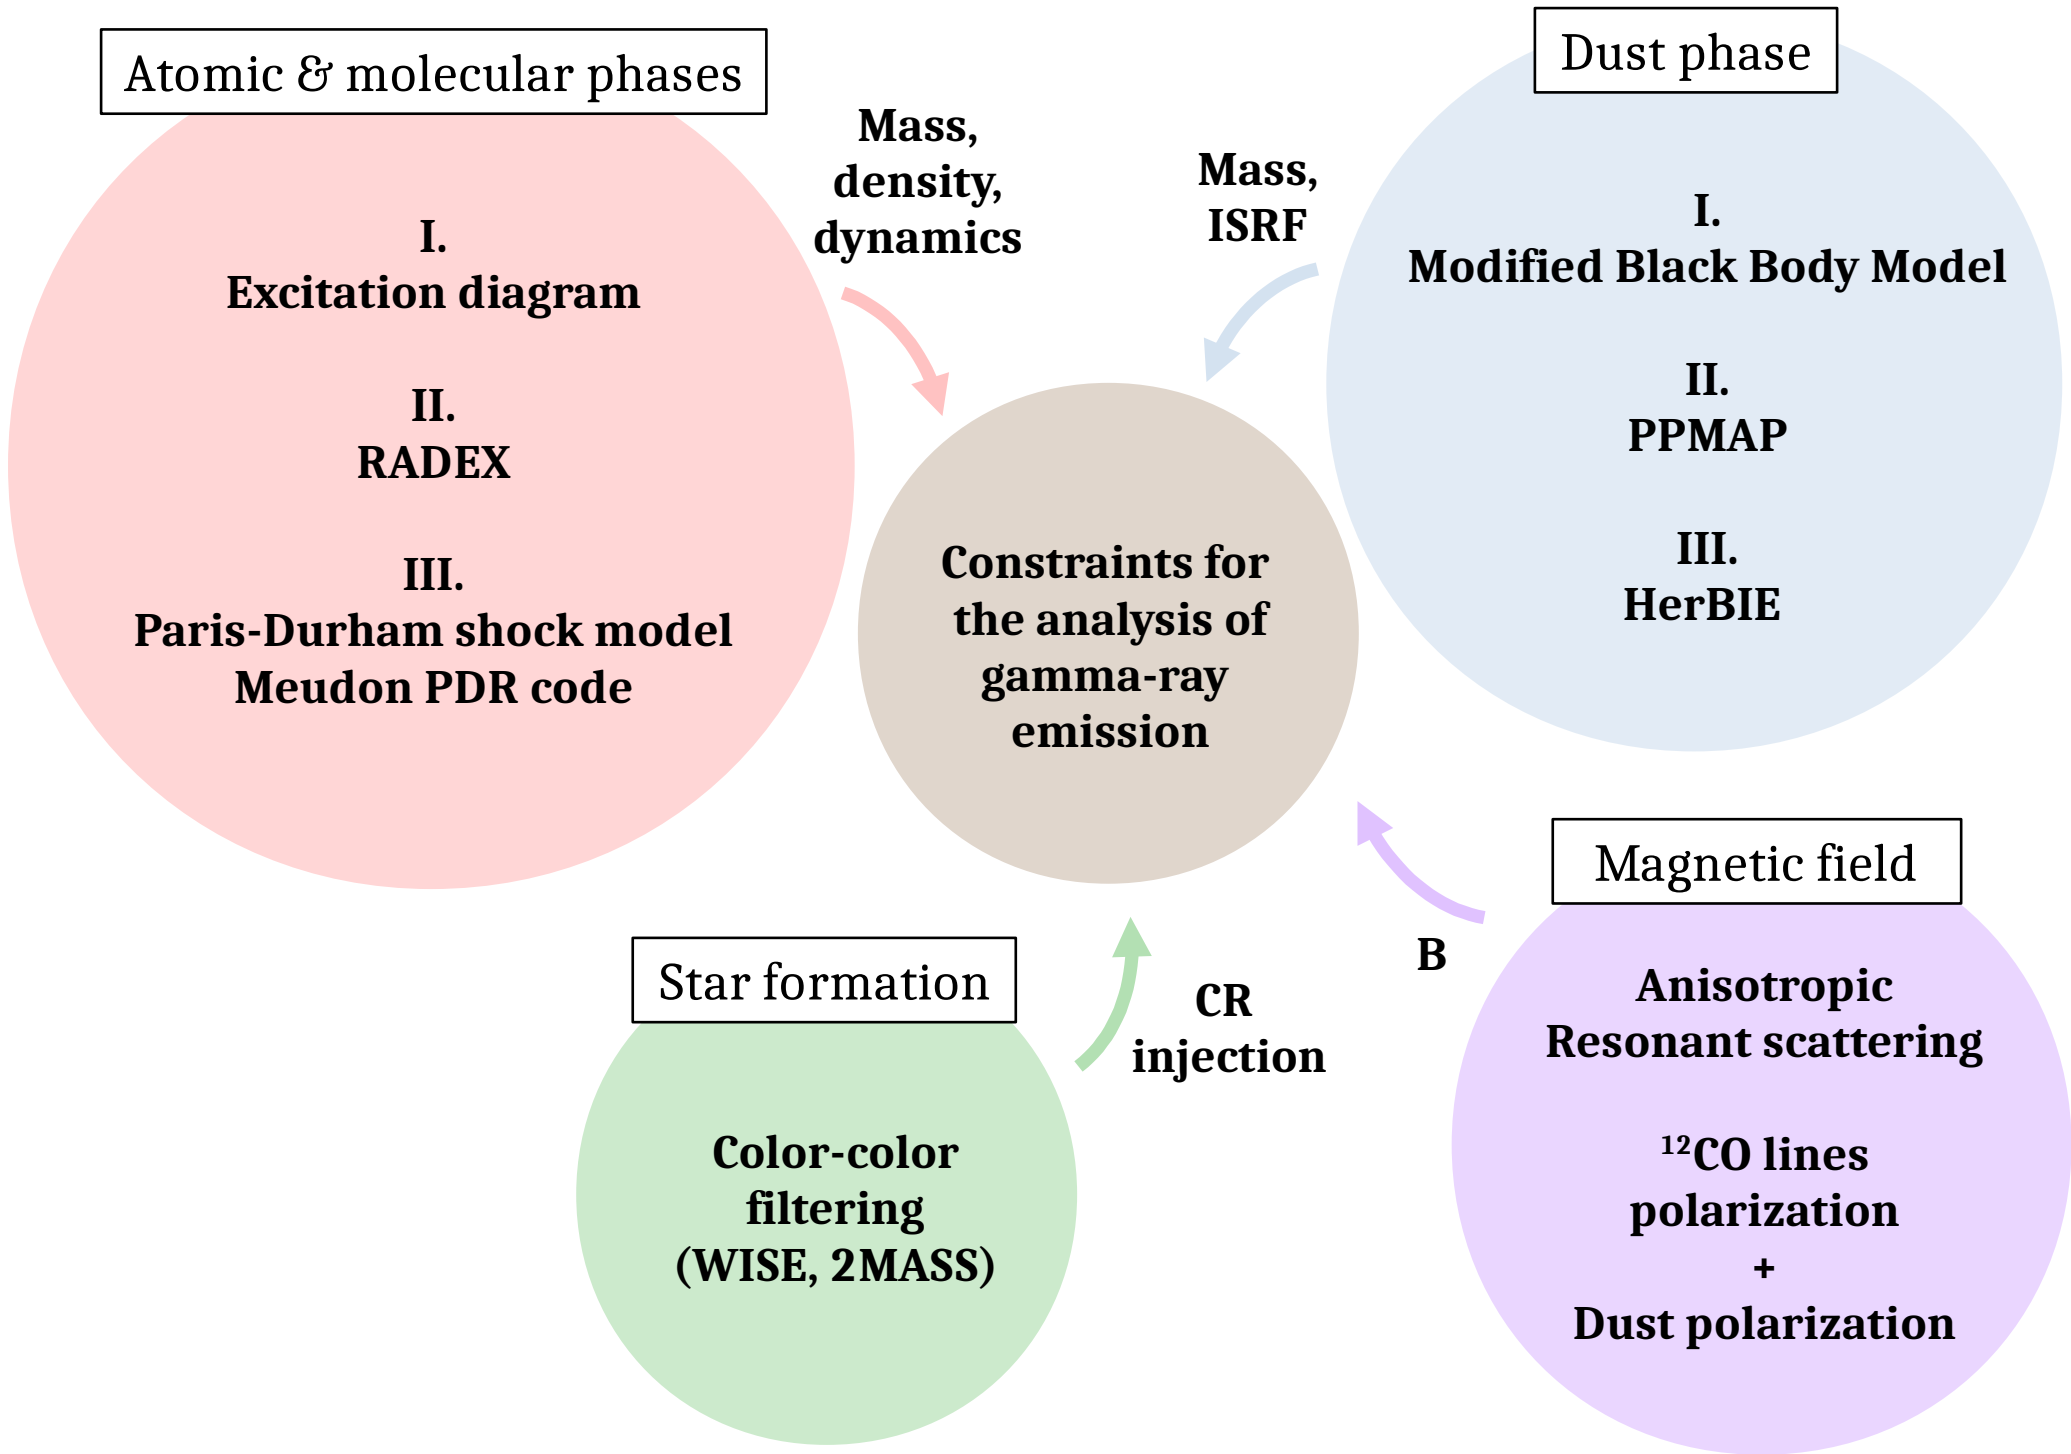 Atomic & molecular phases
I.
Excitation diagram
II.
RADEX
III.
Paris-Durham shock model
Meudon PDR code
Mass,
density,
dynamics
Mass,
ISRF
Dust phase
I.
Modified Black Body Model
II.
PPMAP
III.
HerBIE
Constraints for
the analysis of
gamma-ray
emission
Star formation
Color-color
filtering
(WISE, 2MASS)
CR
injection
B
Magnetic field
Anisotropic
Resonant scattering
¹²CO lines
polarization
+
Dust polarization